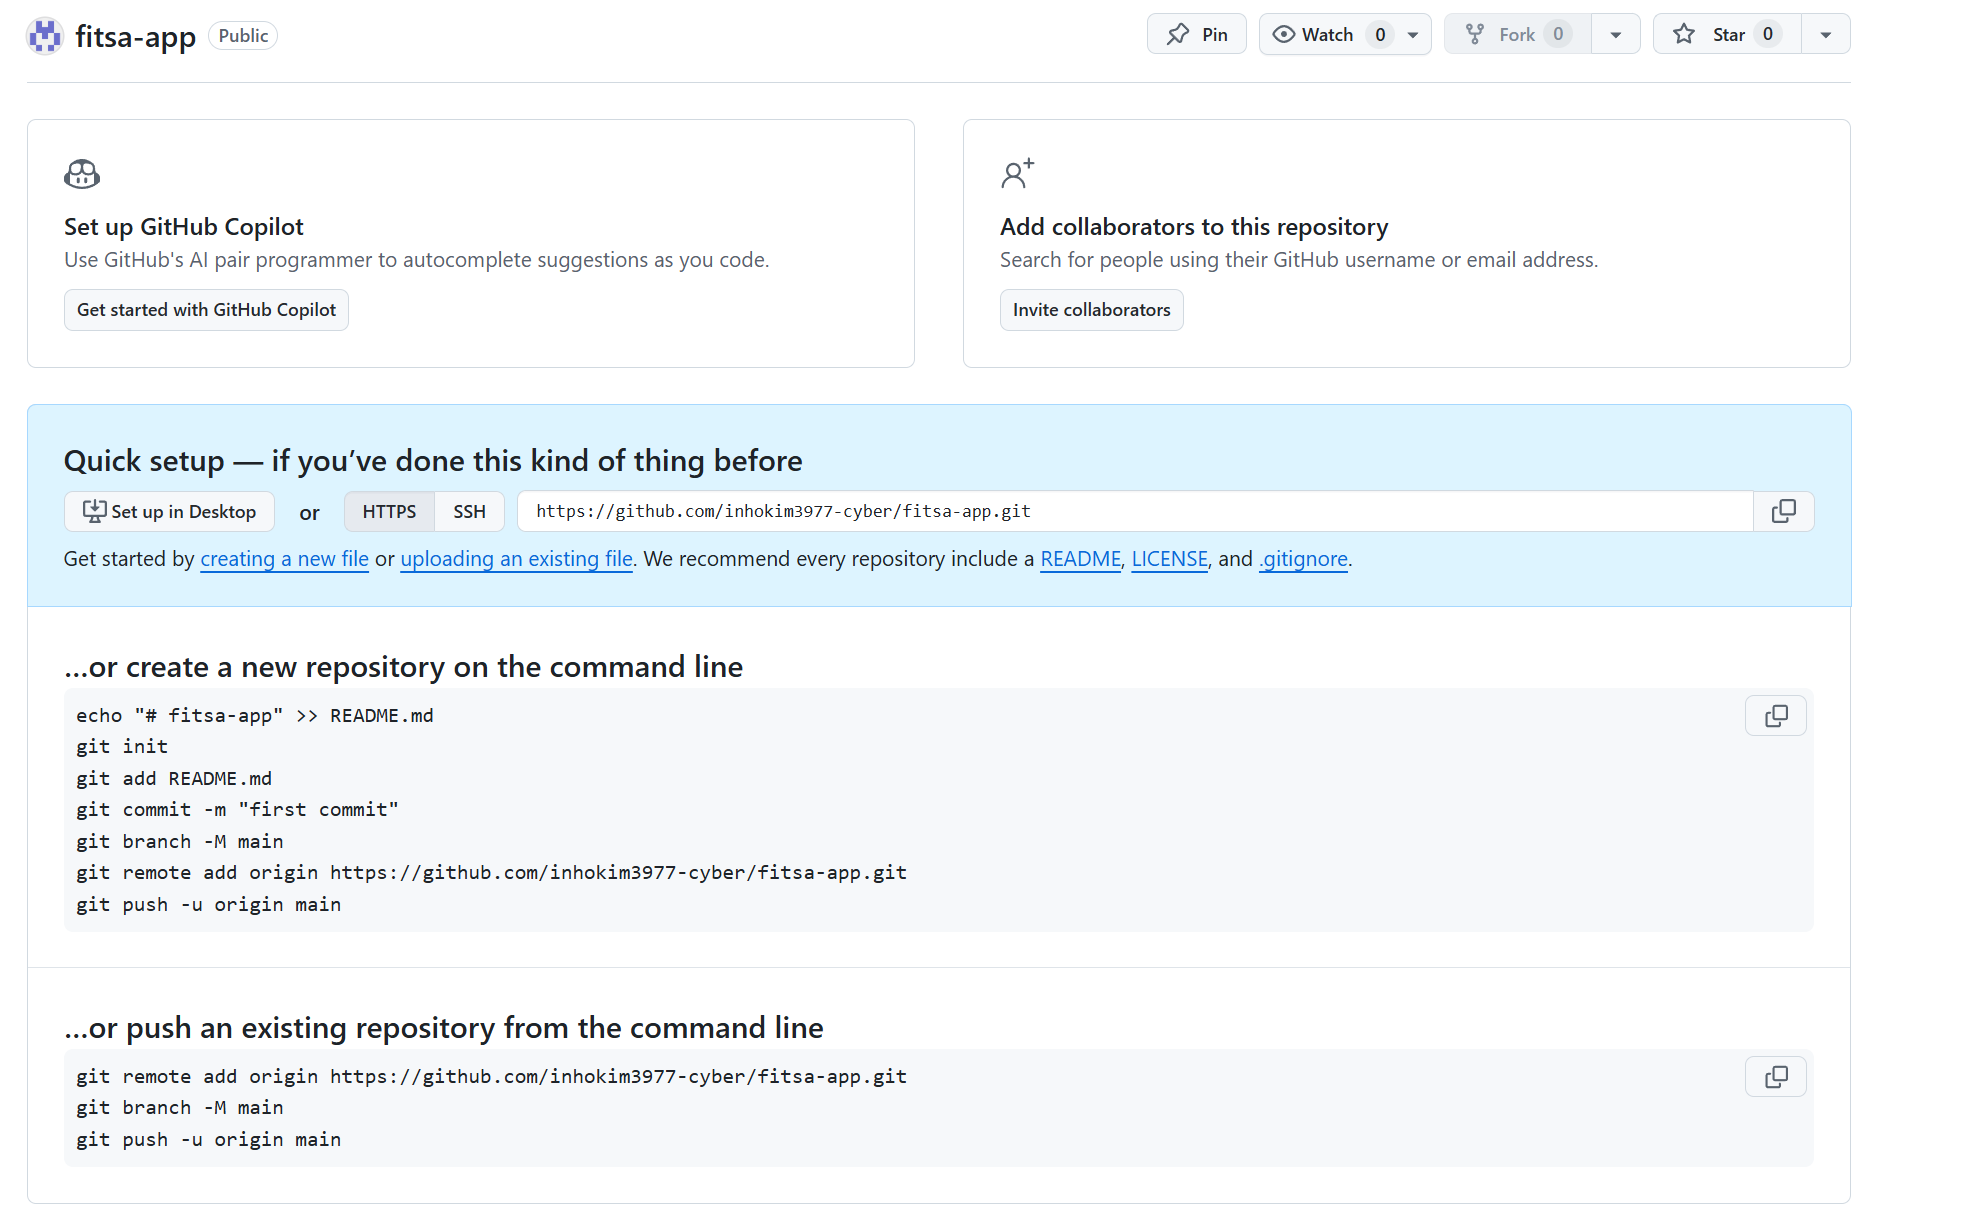 fitsa-app Public Pin Watch 0 Fork 0 Star 0
Set up GitHub Copilot
Use GitHub's AI pair programmer to autocomplete suggestions as you code.
Get started with GitHub Copilot
Add collaborators to this repository
Search for people using their GitHub username or email address.
Invite collaborators
Quick setup — if you’ve done this kind of thing before
Set up in Desktop or HTTPS SSH https://github.com/inhokim3977-cyber/fitsa-app.git
Get started by creating a new file or uploading an existing file. We recommend every repository include a README, LICENSE, and .gitignore.
…or create a new repository on the command line
echo "# fitsa-app" >> README.md
git init
git add README.md
git commit -m "first commit"
git branch -M main
git remote add origin https://github.com/inhokim3977-cyber/fitsa-app.git
git push -u origin main
…or push an existing repository from the command line
git remote add origin https://github.com/inhokim3977-cyber/fitsa-app.git
git branch -M main
git push -u origin main